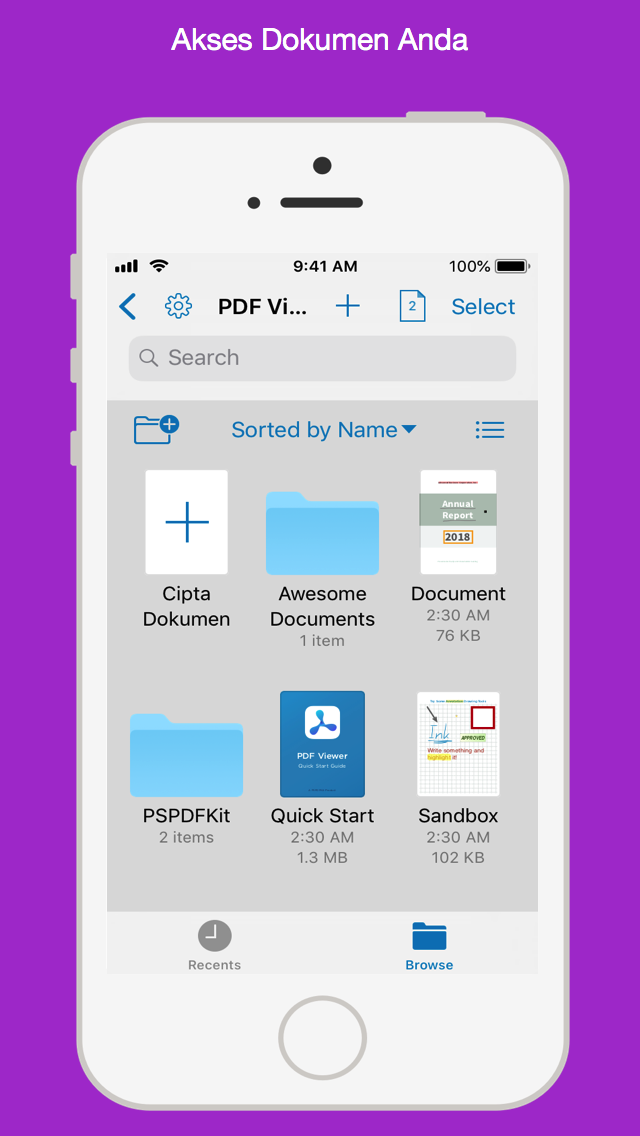 Akses Dokumen Anda
9:41 AM
100%
PDF Vi...
2
Select
Search
Sorted by Name
Cipta
Dokumen
Awesome
Documents
1 item
Annual
Report
2018
Document
2:30 AM
76 KB
PSPDFKit
2 items
PDF Viewer
Quick Start Guide
Quick Start
2:30 AM
1.3 MB
Ink
APPROVED
Write something and
highlight it!
Sandbox
2:30 AM
102 KB
Recents
Browse